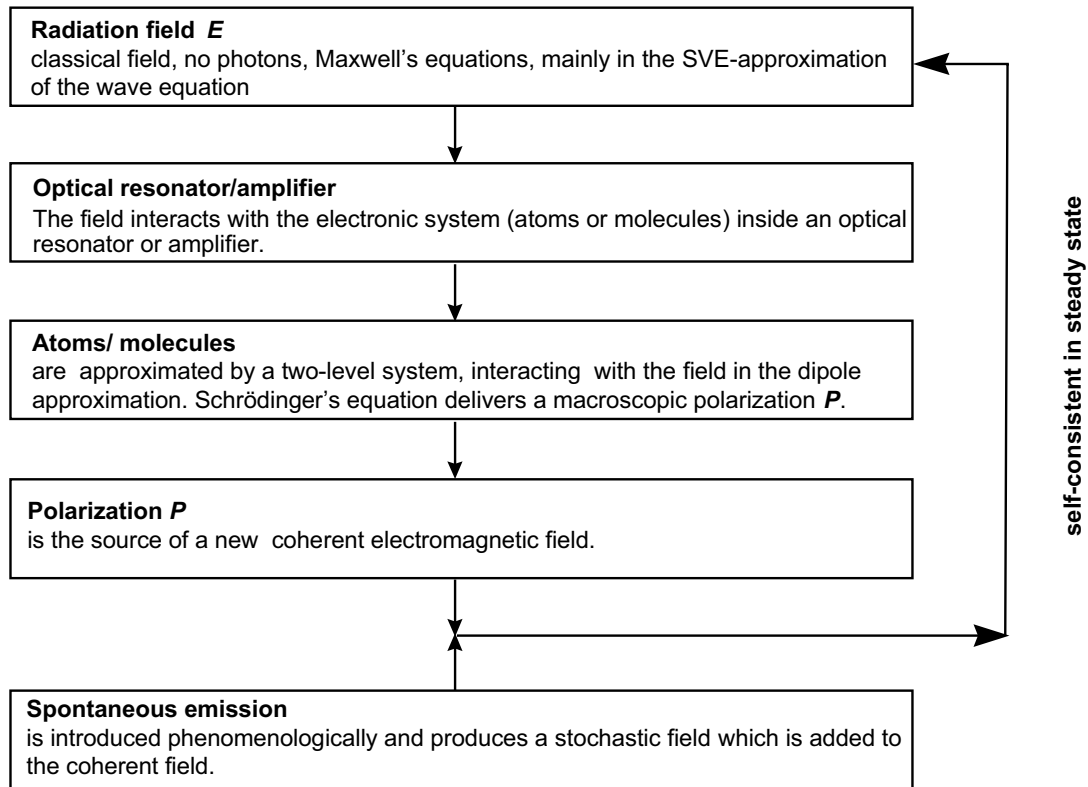 Radiation field E
classical field, no photons, Maxwell's equations, mainly in the SVE-approximation
of the wave equation
Optical resonator/amplifier
The field interacts with the electronic system (atoms or molecules) inside an optical
resonator or amplifier.
Atoms/ molecules
are approximated by a two-level system, interacting with the field in the dipole
approximation. Schrödinger's equation delivers a macroscopic polarization P.
Polarization P
is the source of a new coherent electromagnetic field.
Spontaneous emission
is introduced phenomenologically and produces a stochastic field which is added to
the coherent field.
self-consistent in steady state